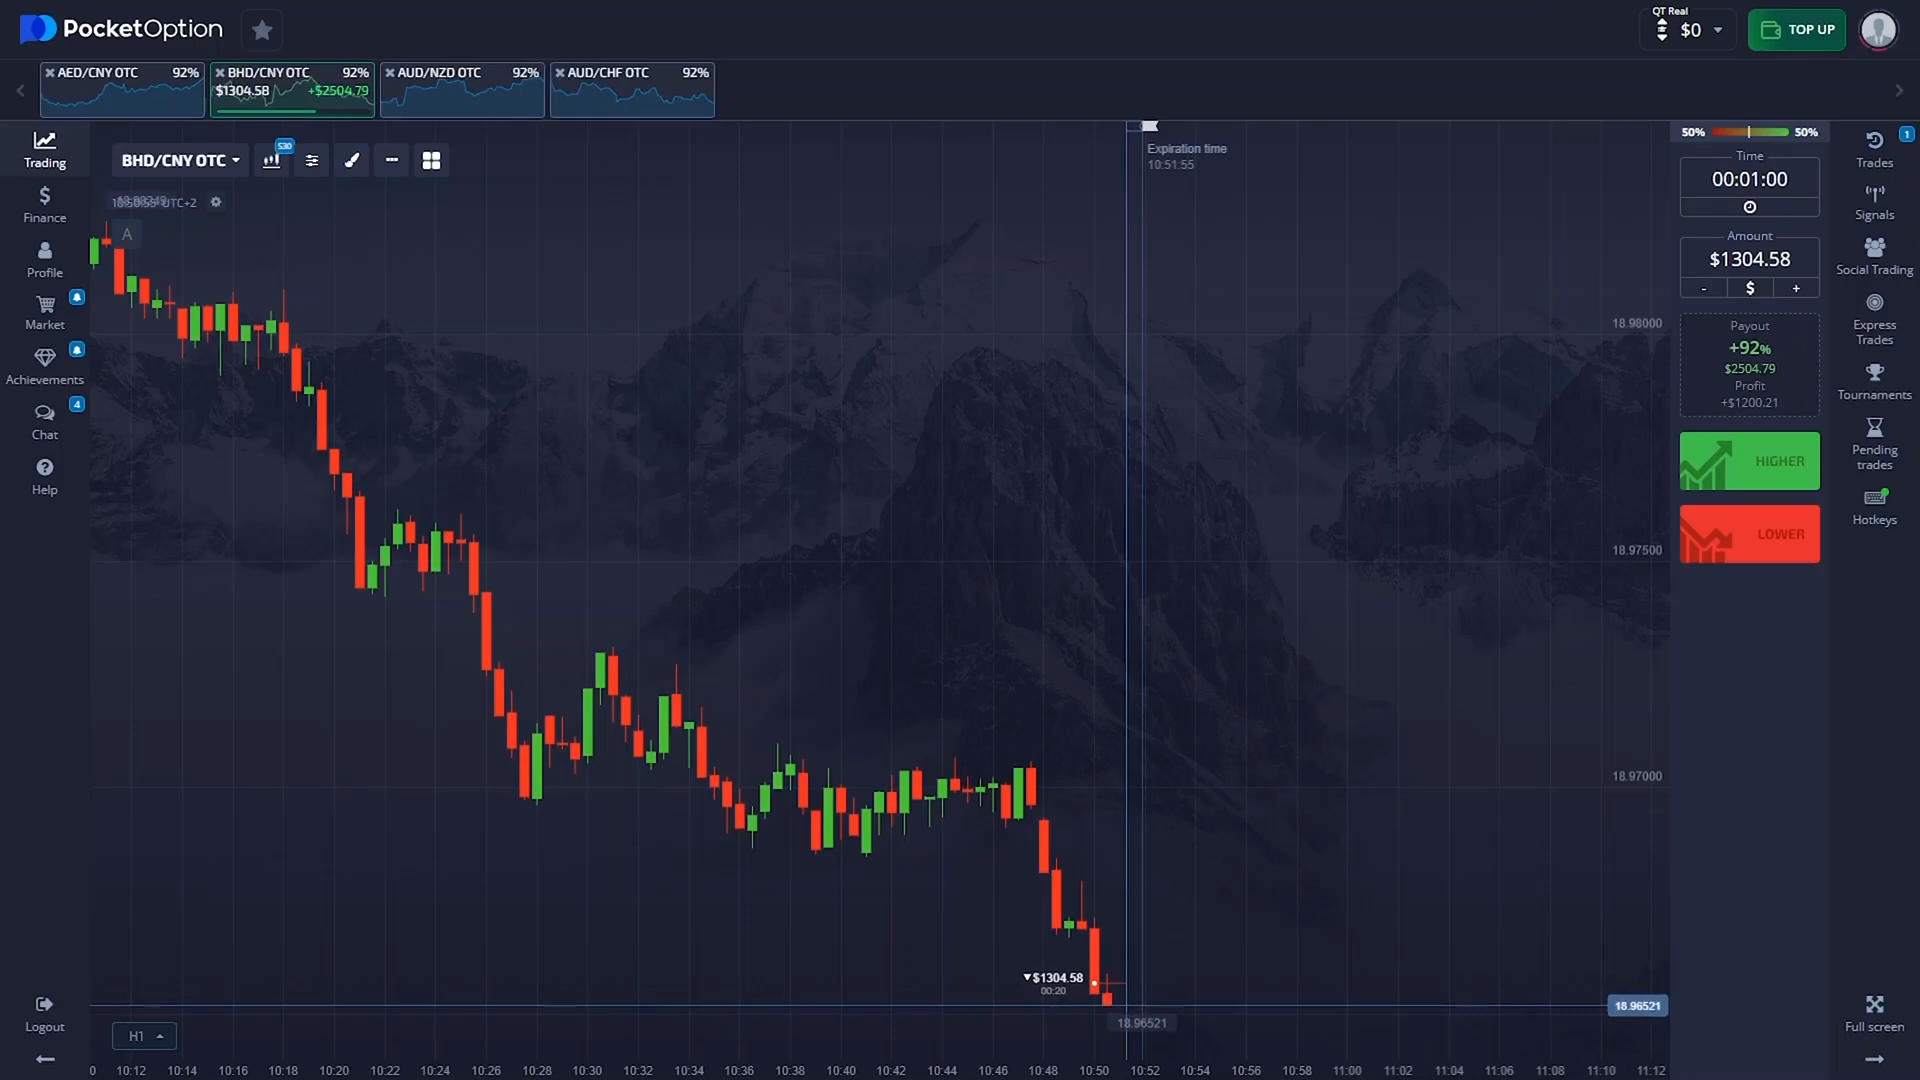 PocketOption
QT Real
$0
TOP UP
AED/CNY OTC 92%
BHD/CNY OTC 92%
$1304.58 +$2504.79
AUD/NZD OTC 92%
AUD/CHF OTC 92%
Trading
Finance
Profile
Market
Achievements
4
Chat
Help
Logout
BHD/CNY OTC
S30
UTC+2
A
Expiration time
10:51:55
18.98000
18.97500
18.97000
18.96521
▼$1304.58
00:20
18.96521
H1
0 10:12 10:14 10:16 10:18 10:20 10:22 10:24 10:26 10:28 10:30 10:32 10:34 10:36 10:38 10:40 10:42 10:44 10:46 10:48 10:50 10:52 10:54 10:56 10:58 11:00 11:02 11:04 11:06 11:08 11:10 11:12
50% 50%
Time
00:01:00
Amount
$1304.58
- $ +
Payout
+92%
$2504.79
Profit
+$1200.21
HIGHER
LOWER
1
Trades
Signals
Social Trading
Express
Trades
Tournaments
Pending
trades
Hotkeys
Full screen